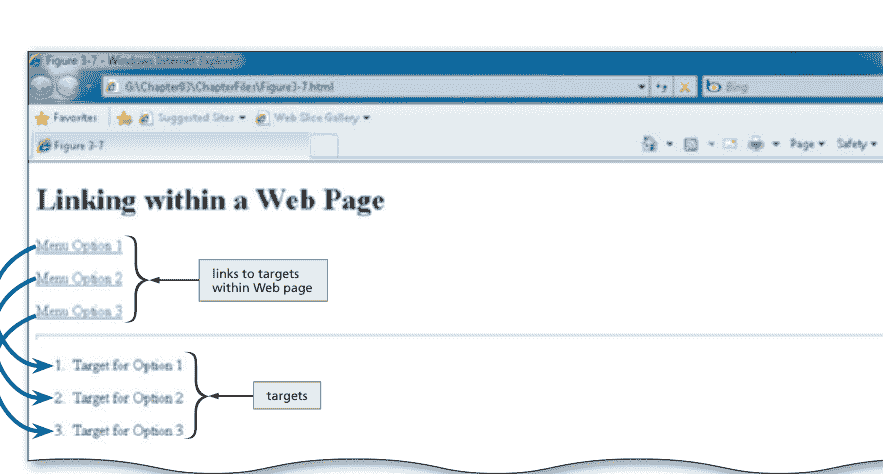 Figure 3-7 - Windows Internet Explorer
G:\Chapter03\ChapterFiles\Figure3-7.html
Bing
Favorites Suggested Sites Web Slice Gallery
Figure 3-7
Page Safety
Linking within a Web Page
Menu Option 1
Menu Option 2
Menu Option 3
links to targets
within Web page
1. Target for Option 1
2. Target for Option 2
3. Target for Option 3
targets